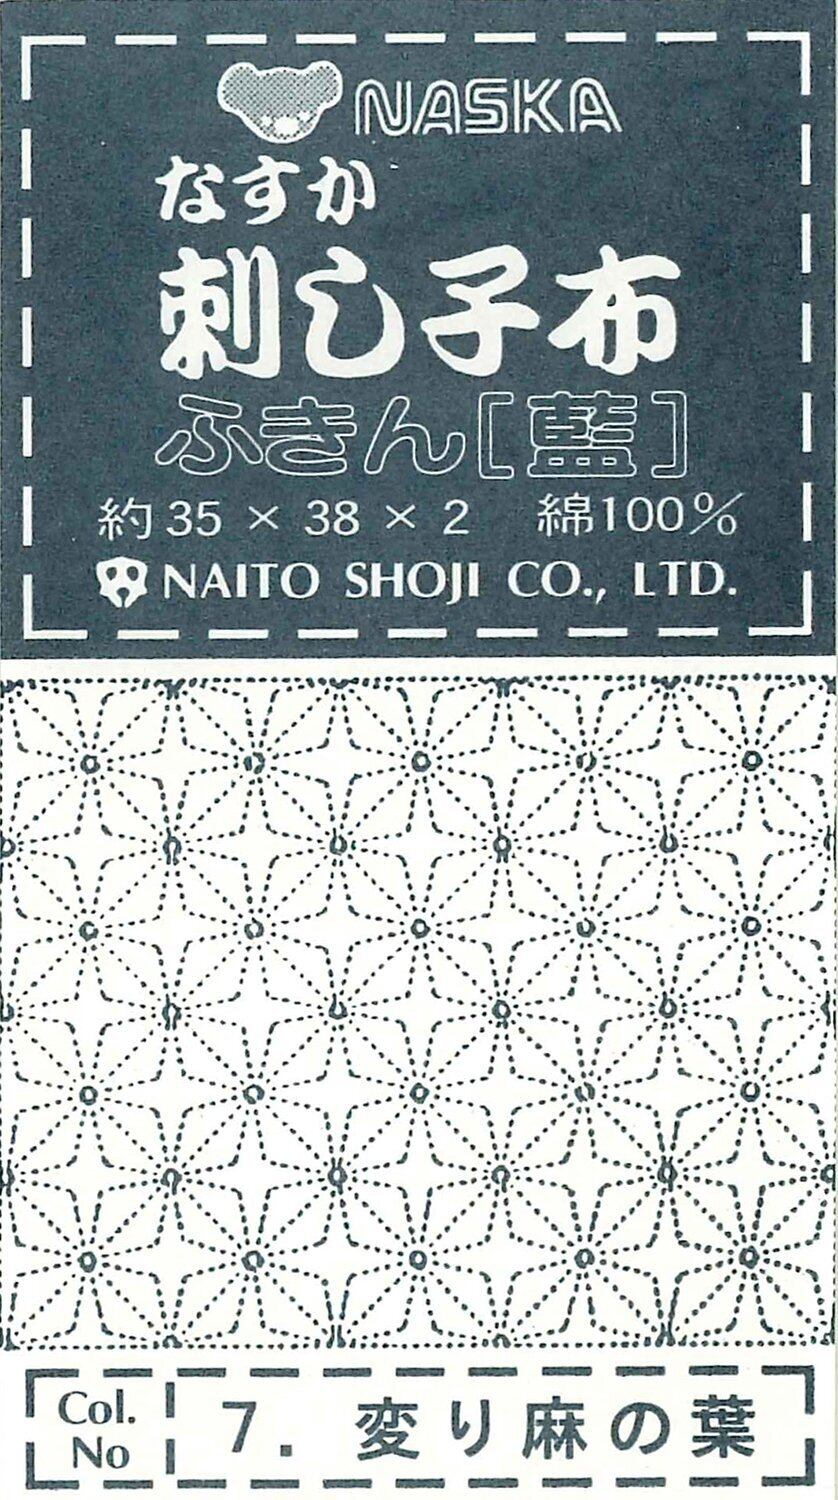 NASKA
なすか
刺し子布
ふきん[藍]
約35×38×2 綿100%
NAITO SHOJI CO., LTD.
Col. No 7. 変り麻の葉